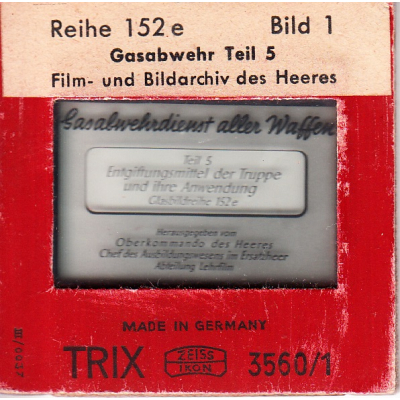 Reihe 152 e Bild 1
Gasabwehr Teil 5
Film- und Bildarchiv des Heeres
Gasabwehrdienst aller Waffen
Teil 5
Entgiftungsmittel der Truppe
und ihre Anwendung
Glasbildreihe 152 e
Herausgegeben vom
Oberkommando des Heeres
Chef des Ausbildungswesens im Ersatzheer
Abteilung Lehrfilm
MADE IN GERMANY
TRIX ZEISS IKON 3560/1